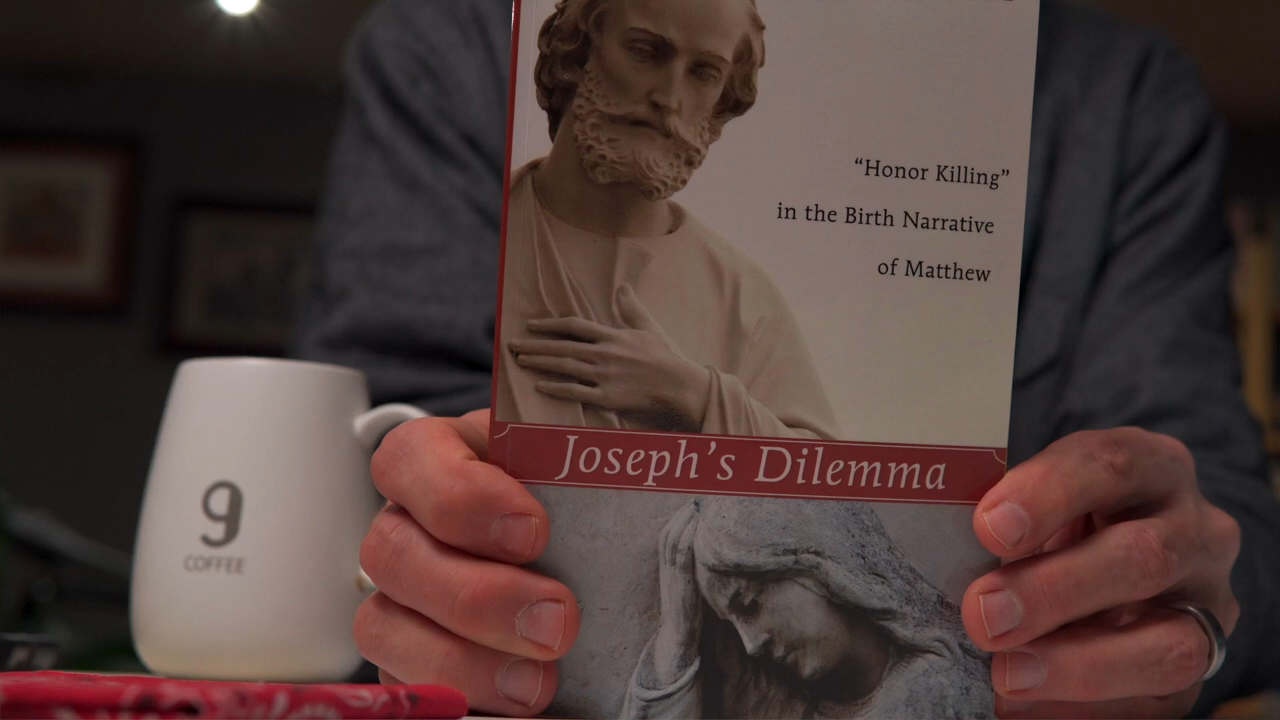 “Honor Killing”
in the Birth Narrative
of Matthew
Joseph’s Dilemma
9
COFFEE